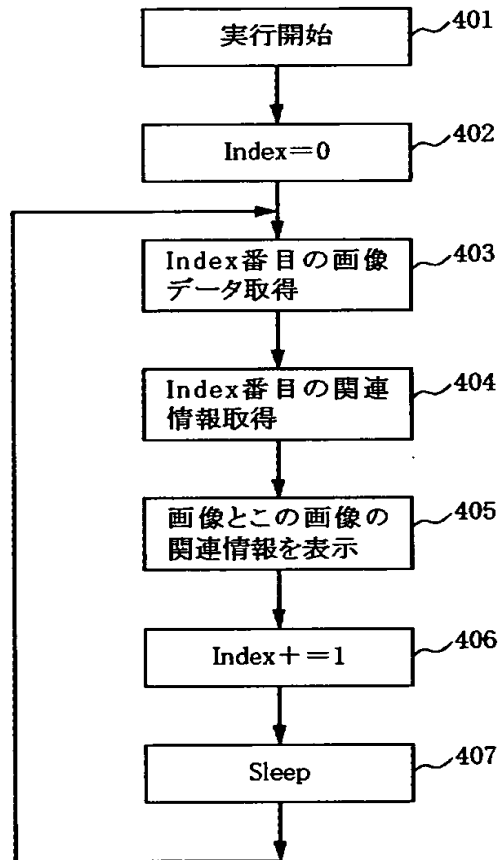 実行開始
401
Index=0
402
Index番目の画像
データ取得
403
Index番目の関連
情報取得
404
画像とこの画像の
関連情報を表示
405
Index+=1
406
Sleep
407